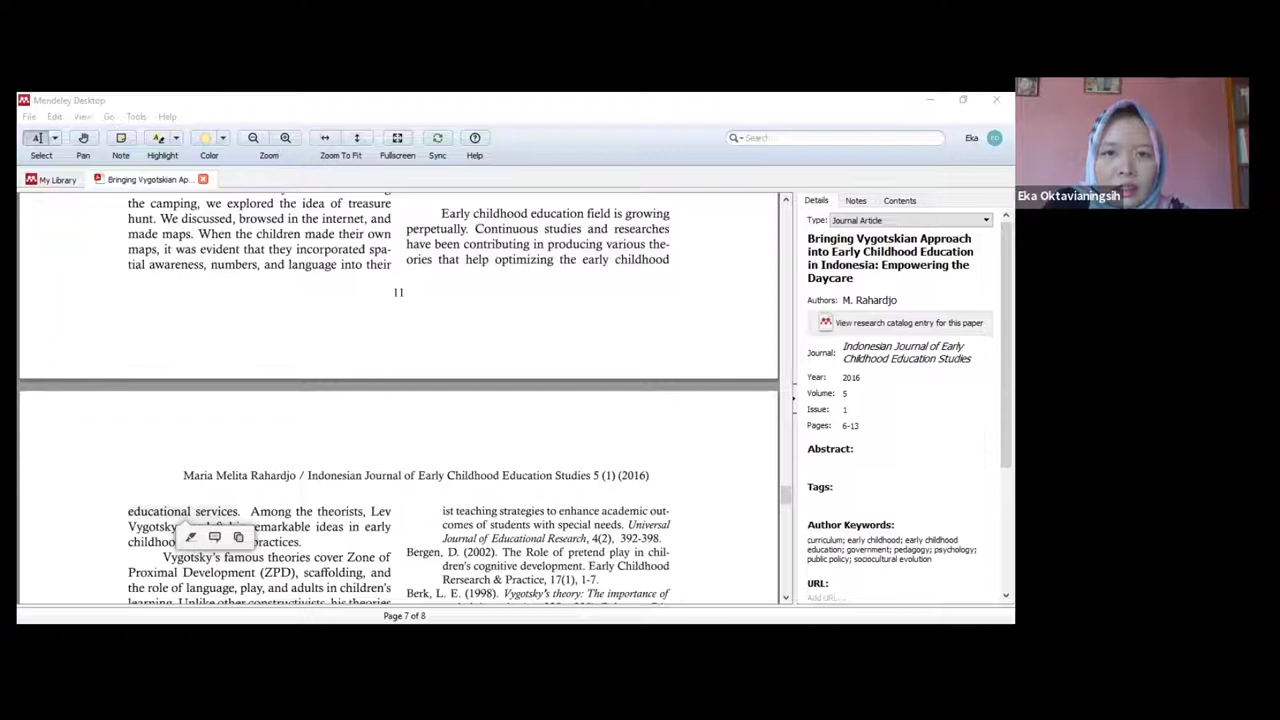 Mendeley Desktop
File Edit View Go Tools Help
Search...
Eka
Select Pan Note Highlight Color Zoom Zoom To Fit Fullscreen Sync Help
My Library
Bringing Vygotskian Ap...
the camping, we explored the idea of treasure
hunt. We discussed, browsed in the internet, and
made maps. When the children made their own
maps, it was evident that they incorporated spa-
tial awareness, numbers, and language into their
Early childhood education field is growing
perpetually. Continuous studies and researches
have been contributing in producing various the-
ories that help optimizing the early childhood
11
Maria Melita Rahardjo / Indonesian Journal of Early Childhood Education Studies 5 (1) (2016)
educational services. Among the theorists, Lev
Vygotsky remarkable ideas in early
childhoo practices.
Vygotsky's famous theories cover Zone of
Proximal Development (ZPD), scaffolding, and
the role of language, play, and adults in children's
learning. Unlike other constructivists, his theories
ist teaching strategies to enhance academic out-
comes of students with special needs. Universal
Journal of Educational Research, 4(2), 392-398.
Bergen, D. (2002). The Role of pretend play in chil-
dren's cognitive development. Early Childhood
Rersearch & Practice, 17(1), 1-7.
Berk, L. E. (1998). Vygotsky's theory: The importance of
Page 7 of 8
Details Notes Contents
Type: Journal Article
Bringing Vygotskian Approach
into Early Childhood Education
in Indonesia: Empowering the
Daycare
Authors: M. Rahardjo
View research catalog entry for this paper
Journal: Indonesian Journal of Early
Childhood Education Studies
Year: 2016
Volume: 5
Issue: 1
Pages: 6-13
Abstract:
Tags:
Author Keywords:
curriculum; early childhood; early childhood
education; government; pedagogy; psychology;
public policy; sociocultural evolution
URL:
Add URL...
Eka Oktavianingsih